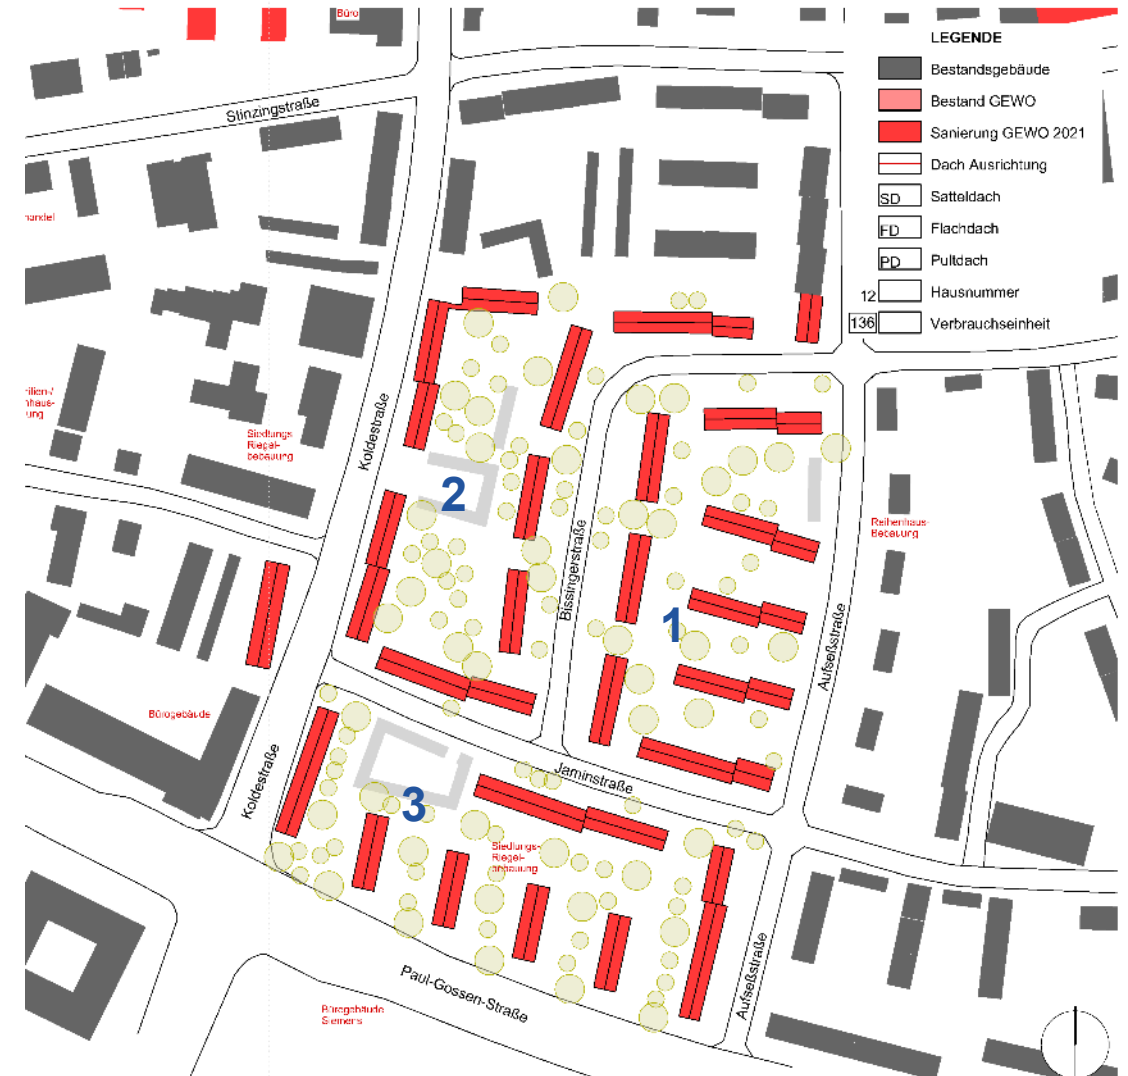 Büro
LEGENDE
Bestandsgebäude
Bestand GEWO
Sanierung GEWO 2021
Dach Ausrichtung
SD Satteldach
FD Flachdach
PD Pultdach
12 Hausnummer
136 Verbrauchseinheit
Stinzingstraße
Koldestraße
Siedlungs
Riegel-
bebauung
2
Bissingerstraße
1
Reihenhaus-
Bebauung
Aufseßstraße
Bürogebäude
Koldestraße
Jaminstraße
3
Siedlungs-
Riegel-
bebauung
Aufseßstraße
Paul-Gossen-Straße
Bürogebäude
Siemens